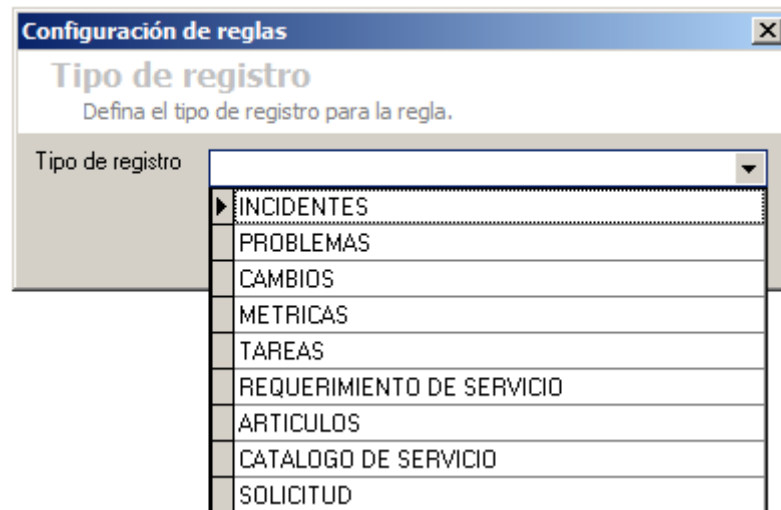 Configuración de reglas
Tipo de registro
Defina el tipo de registro para la regla.
Tipo de registro
INCIDENTES
PROBLEMAS
CAMBIOS
METRICAS
TAREAS
REQUERIMIENTO DE SERVICIO
ARTICULOS
CATALOGO DE SERVICIO
SOLICITUD